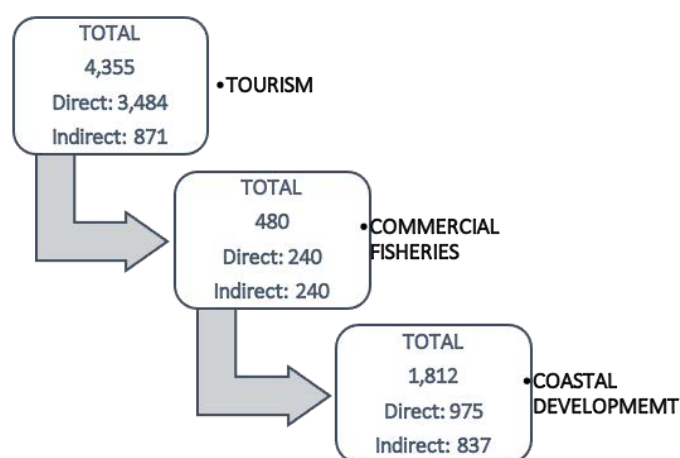 TOTAL
4,355
Direct: 3,484
Indirect: 871
•TOURISM
TOTAL
480
Direct: 240
Indirect: 240
•COMMERCIAL
FISHERIES
TOTAL
1,812
Direct: 975
Indirect: 837
•COASTAL
DEVELOPMEMT